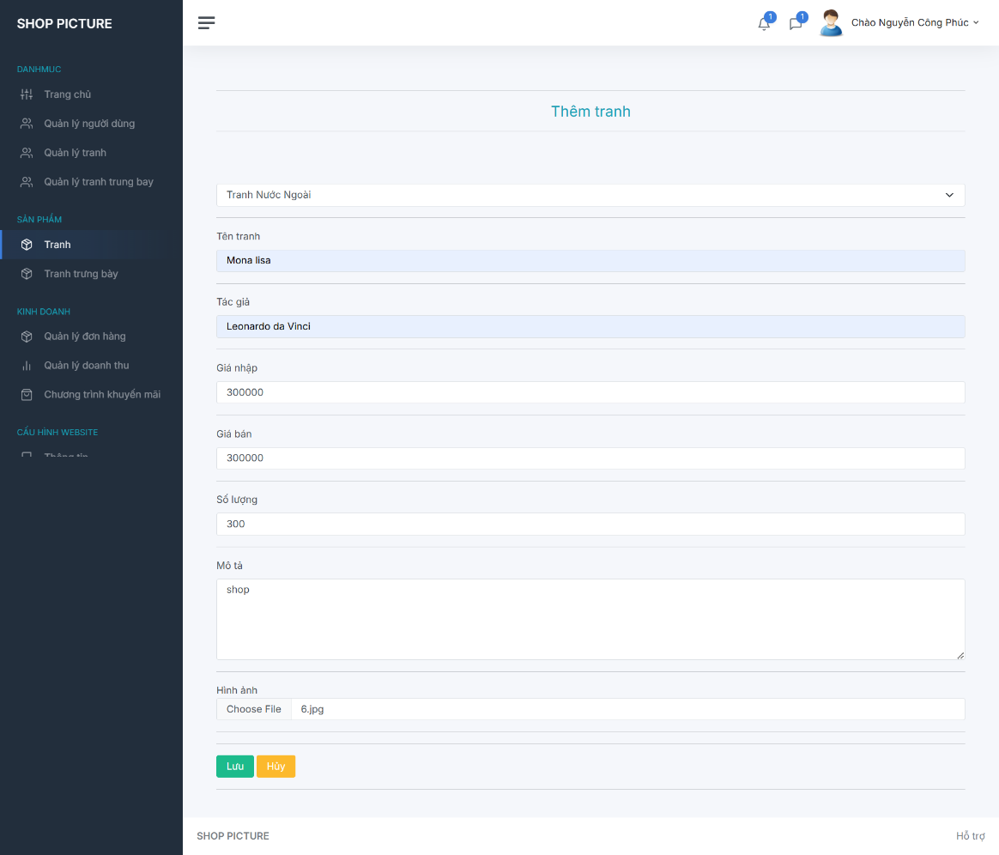 SHOP PICTURE
1
1
Chào Nguyễn Công Phúc
DANHMUC
Trang chủ
Quản lý người dùng
Quản lý tranh
Quản lý tranh trung bay
SẢN PHẨM
Tranh
Tranh trưng bày
KINH DOANH
Quản lý đơn hàng
Quản lý doanh thu
Chương trình khuyến mãi
CẤU HÌNH WEBSITE
Thông tin
Thêm tranh
Tranh Nước Ngoài
Tên tranh
Mona lisa
Tác giả
Leonardo da Vinci
Giá nhập
300000
Giá bán
300000
Số lượng
300
Mô tả
shop
Hình ảnh
Choose File 6.jpg
Lưu Hủy
SHOP PICTURE Hỗ trợ